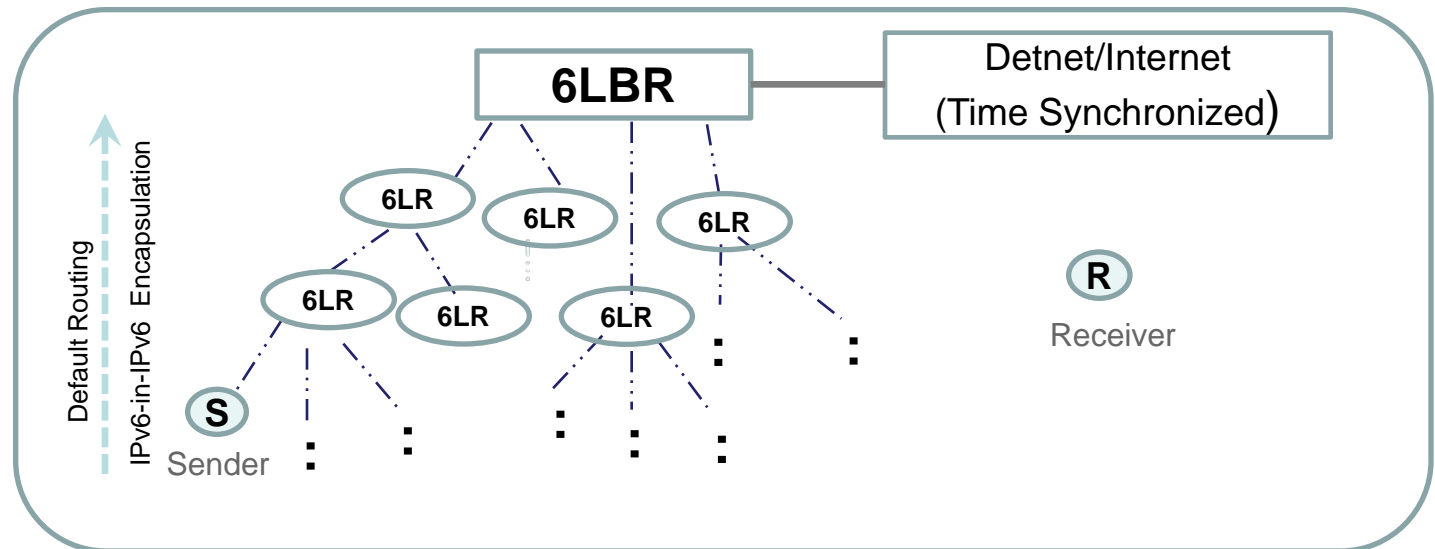 6LBR
Detnet/Internet
(Time Synchronized)
Default Routing
IPv6-in-IPv6 Encapsulation
6LR
6LR
6LR
6LR
6LR
6LR
R
Receiver
S
Sender